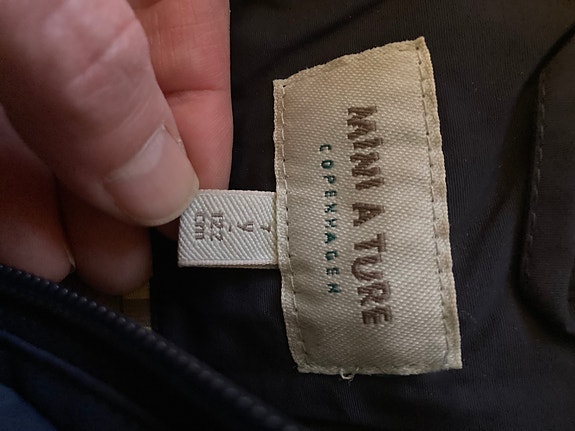 MINI A TURE
COPENHAGEN
7
y
-
122
cm